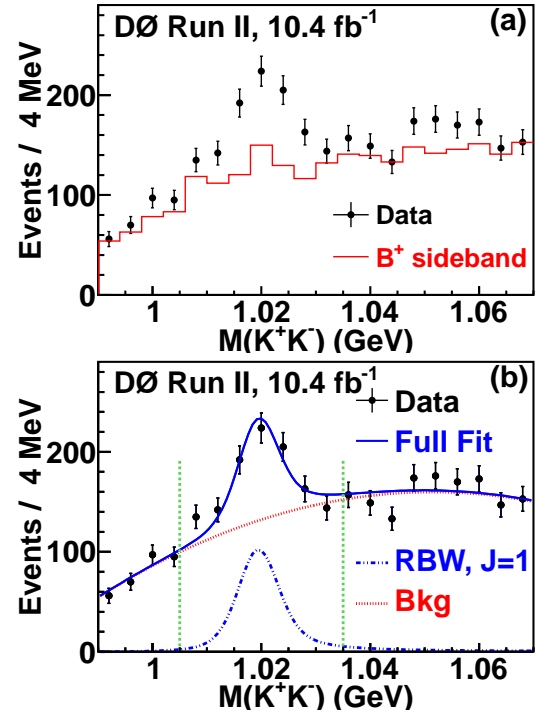 DØ Run II, 10.4 fb⁻¹
(a)
Events / 4 MeV
200
100
0
Data
B⁺ sideband
1
1.02
1.04
1.06
M(K⁺K⁻) (GeV)
DØ Run II, 10.4 fb⁻¹
(b)
Events / 4 MeV
200
100
0
Data
Full Fit
RBW, J=1
Bkg
1
1.02
1.04
1.06
M(K⁺K⁻) (GeV)